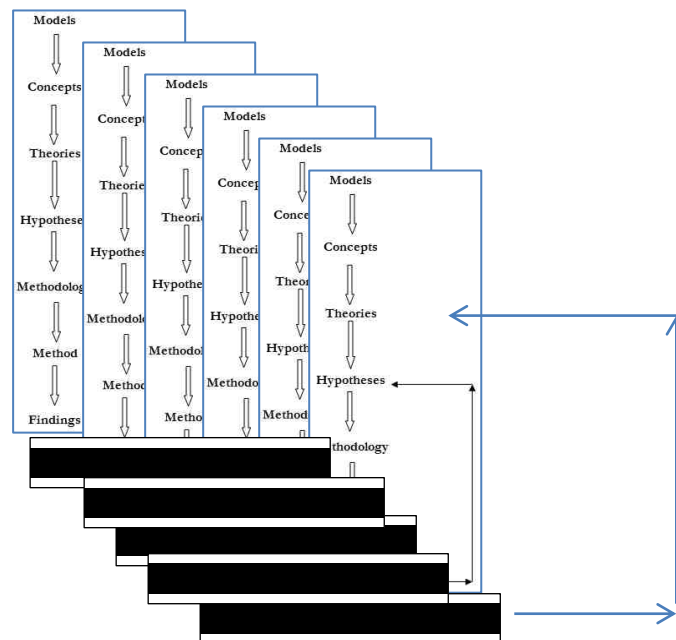 Models
Concepts
Theories
Hypothese
Methodolog
Method
Findings
Models
Concept
Theorie
Hypothes
Methodolo
Method
Models
Concep
Theorie
Hypothe
Methodol
Metho
Models
Concep
Theori
Hypothe
Methodo
Models
Conce
Theor
Hypoth
Method
Models
Concepts
Theories
Hypotheses
thodology